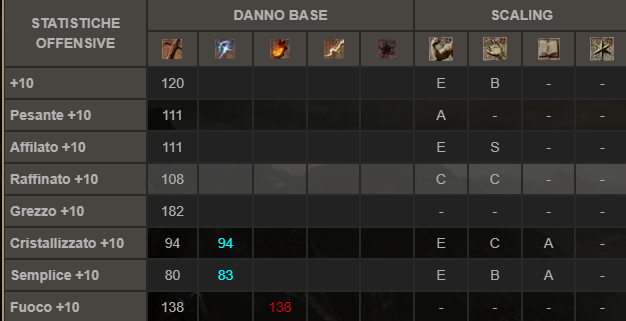 STATISTICHE OFFENSIVE DANNO BASE SCALING
+10 120 E B - -
Pesante +10 111 A - - -
Affilato +10 111 E S - -
Raffinato +10 108 C C - -
Grezzo +10 182 - - - -
Cristallizzato +10 94 94 E C A -
Semplice +10 80 83 E B A -
Fuoco +10 138 138 - - - -